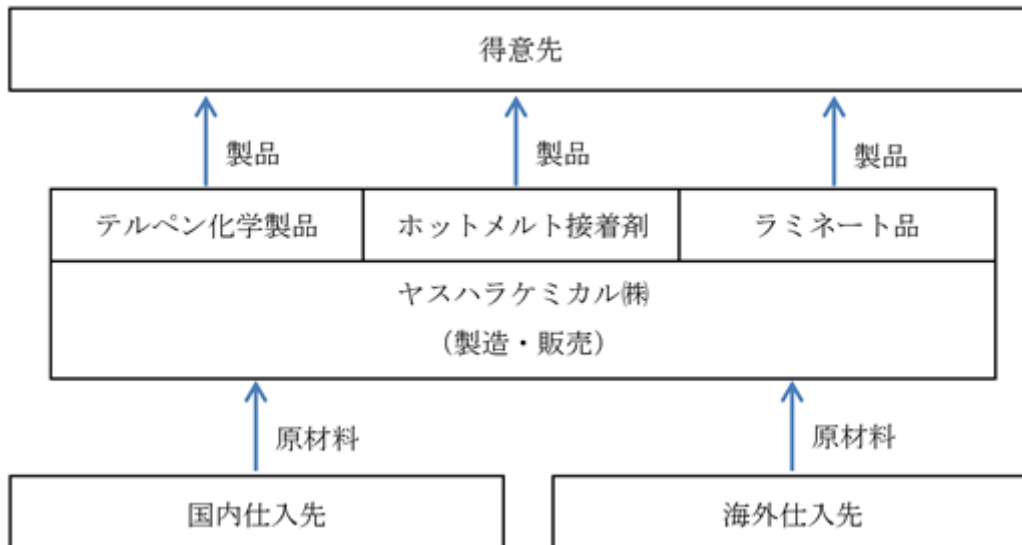 得意先
製品
製品
製品
テルペン化学製品
ホットメルト接着剤
ラミネート品
ヤスハラケミカル㈱
（製造・販売）
原材料
原材料
国内仕入先
海外仕入先